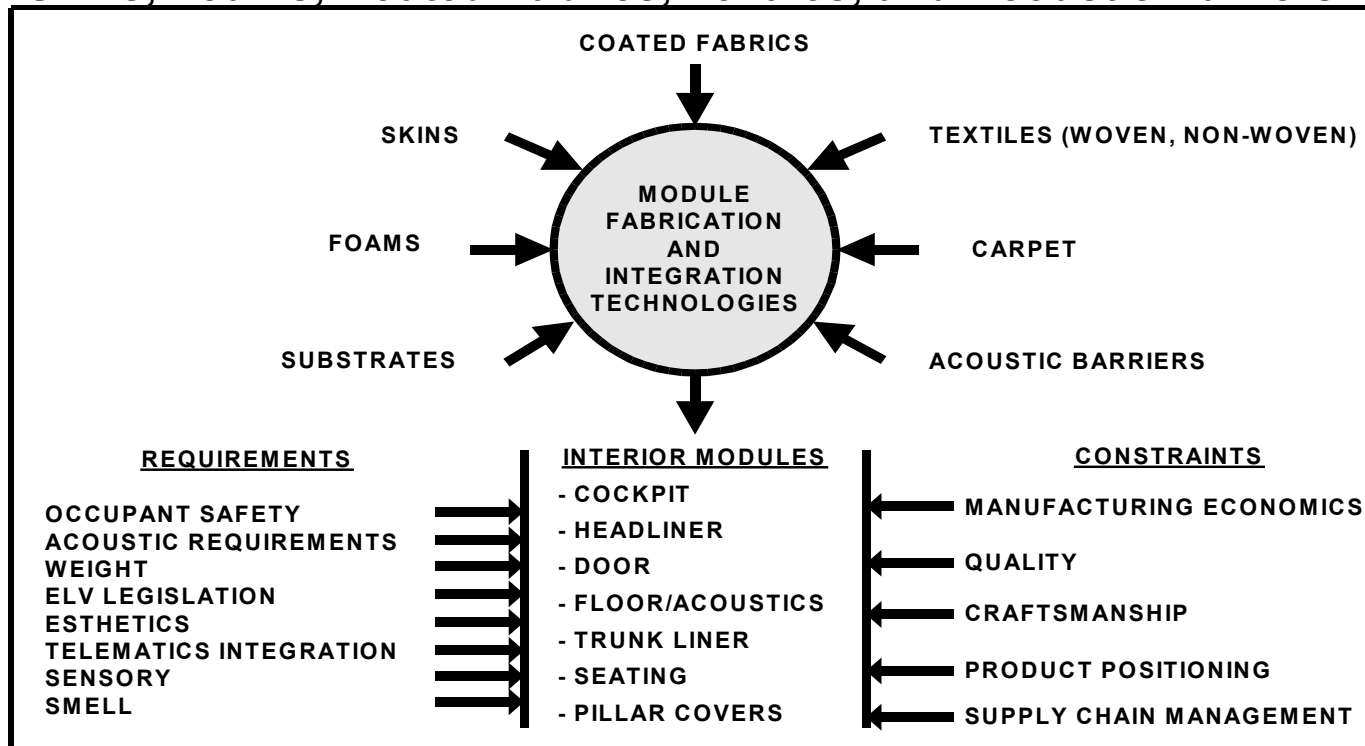 COATED FABRICS
SKINS
TEXTILES (WOVEN, NON-WOVEN)
MODULE
FABRICATION
AND
INTEGRATION
TECHNOLOGIES
FOAMS
CARPET
SUBSTRATES
ACOUSTIC BARRIERS
REQUIREMENTS
OCCUPANT SAFETY
ACOUSTIC REQUIREMENTS
WEIGHT
ELV LEGISLATION
ESTHETICS
TELEMATICS INTEGRATION
SENSORY
SMELL
INTERIOR MODULES
- COCKPIT
- HEADLINER
- DOOR
- FLOOR/ACOUSTICS
- TRUNK LINER
- SEATING
- PILLAR COVERS
CONSTRAINTS
MANUFACTURING ECONOMICS
QUALITY
CRAFTSMANSHIP
PRODUCT POSITIONING
SUPPLY CHAIN MANAGEMENT